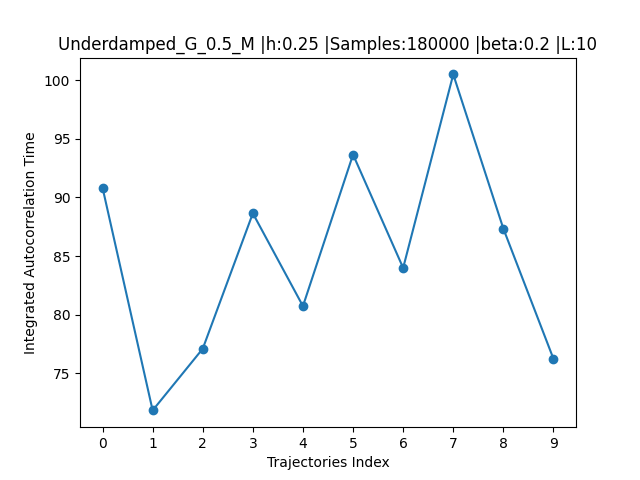 Underdamped_G_0.5_M |h:0.25 |Samples:180000 |beta:0.2 |L:10
100
95
90
85
80
75
Integrated Autocorrelation Time
0 1 2 3 4 5 6 7 8 9
Trajectories Index